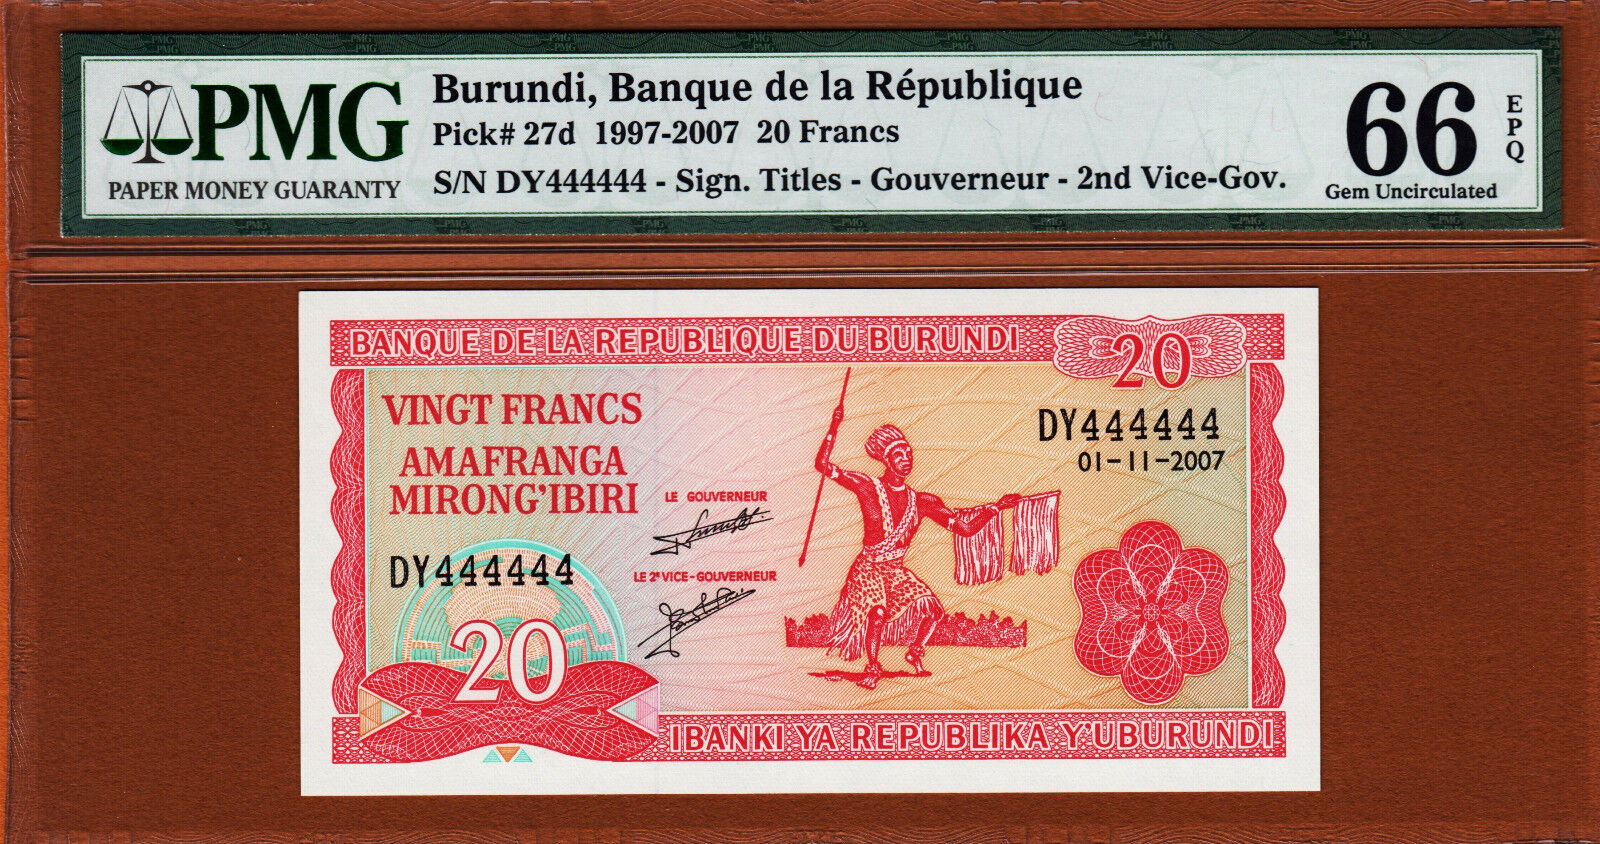 PMG
PAPER MONEY GUARANTY
Burundi, Banque de la République
Pick# 27d 1997-2007 20 Francs
S/N DY444444 - Sign. Titles - Gouverneur - 2nd Vice-Gov.
66
EPQ
Gem Uncirculated
BANQUE DE LA REPUBLIQUE DU BURUNDI
20
VINGT FRANCS
AMAFRANGA
MIRONG'IBIRI
DY444444
01-11-2007
LE GOUVERNEUR
DY444444
LE 2e VICE-GOUVERNEUR
20
IBANKI YA REPUBLIKA Y'UBURUNDI